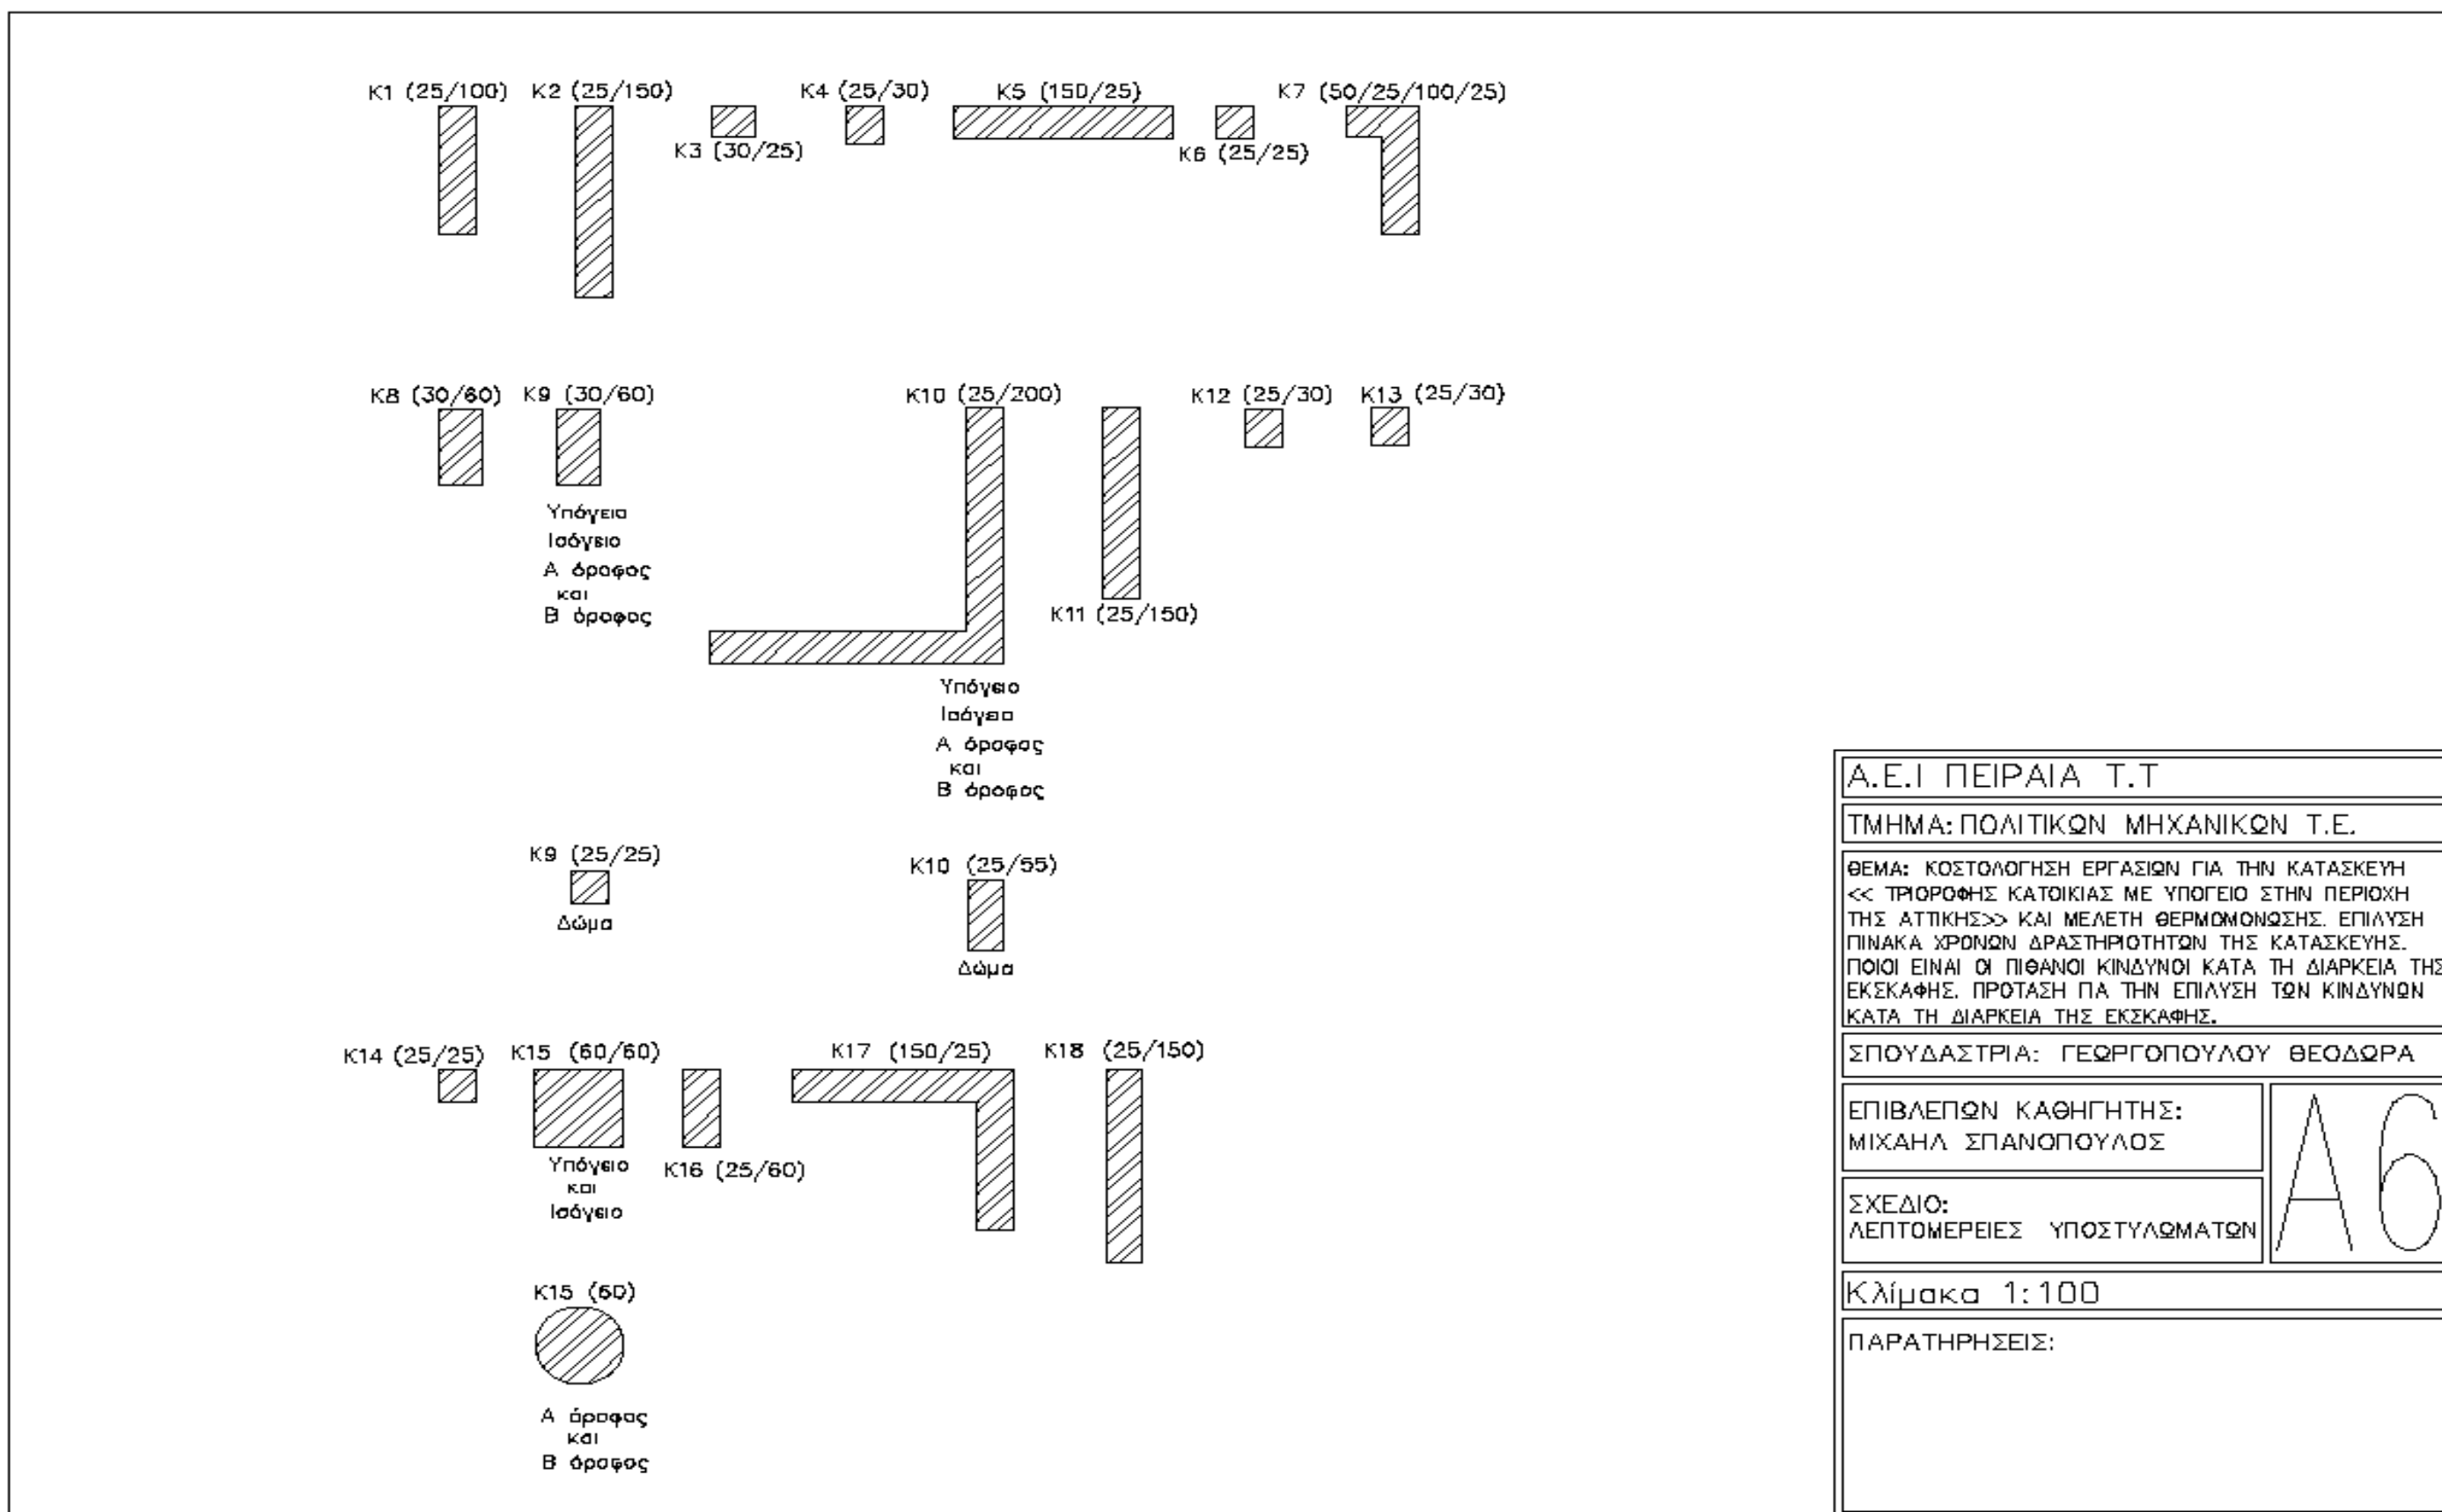 K1 (25/100)
K2 (25/150)
K3 (30/25)
K4 (25/30)
K5 (150/25)
K6 (25/25)
K7 (50/25/100/25)
K8 (30/60)
K9 (30/60)
Υπόγειο
Ισόγειο
Α όροφος
και
Β όροφος
K10 (25/200)
Υπόγειο
Ισόγειο
Α όροφος
και
Β όροφος
K11 (25/150)
K12 (25/30)
K13 (25/30)
K9 (25/25)
Δώμα
K10 (25/55)
Δώμα
K14 (25/25)
K15 (60/60)
Υπόγειο
και
Ισόγειο
K16 (25/60)
K17 (150/25)
K18 (25/150)
K15 (60)
Α όροφος
και
Β όροφος
Α.Ε.Ι ΠΕΙΡΑΙΑ Τ.Τ
ΤΜΗΜΑ: ΠΟΛΙΤΙΚΩΝ ΜΗΧΑΝΙΚΩΝ Τ.Ε.
ΘΕΜΑ: ΚΟΣΤΟΛΟΓΗΣΗ ΕΡΓΑΣΙΩΝ ΓΙΑ ΤΗΝ ΚΑΤΑΣΚΕΥΗ
<< ΤΡΙΟΡΟΦΗΣ ΚΑΤΟΙΚΙΑΣ ΜΕ ΥΠΟΓΕΙΟ ΣΤΗΝ ΠΕΡΙΟΧΗ
ΤΗΣ ΑΤΤΙΚΗΣ>> ΚΑΙ ΜΕΛΕΤΗ ΘΕΡΜΟΜΟΝΩΣΗΣ. ΕΠΙΛΥΣΗ
ΠΙΝΑΚΑ ΧΡΟΝΩΝ ΔΡΑΣΤΗΡΙΟΤΗΤΩΝ ΤΗΣ ΚΑΤΑΣΚΕΥΗΣ.
ΠΟΙΟΙ ΕΙΝΑΙ ΟΙ ΠΙΘΑΝΟΙ ΚΙΝΔΥΝΟΙ ΚΑΤΑ ΤΗ ΔΙΑΡΚΕΙΑ ΤΗΣ
ΕΚΣΚΑΦΗΣ. ΠΡΟΤΑΣΗ ΓΙΑ ΤΗΝ ΕΠΙΛΥΣΗ ΤΩΝ ΚΙΝΔΥΝΩΝ
ΚΑΤΑ ΤΗ ΔΙΑΡΚΕΙΑ ΤΗΣ ΕΚΣΚΑΦΗΣ.
ΣΠΟΥΔΑΣΤΡΙΑ: ΓΕΩΡΓΟΠΟΥΛΟΥ ΘΕΟΔΩΡΑ
ΕΠΙΒΛΕΠΩΝ ΚΑΘΗΓΗΤΗΣ:
ΜΙΧΑΗΛ ΣΠΑΝΟΠΟΥΛΟΣ
A6
ΣΧΕΔΙΟ:
ΛΕΠΤΟΜΕΡΕΙΕΣ ΥΠΟΣΤΥΛΩΜΑΤΩΝ
Κλίμακα 1:100
ΠΑΡΑΤΗΡΗΣΕΙΣ: